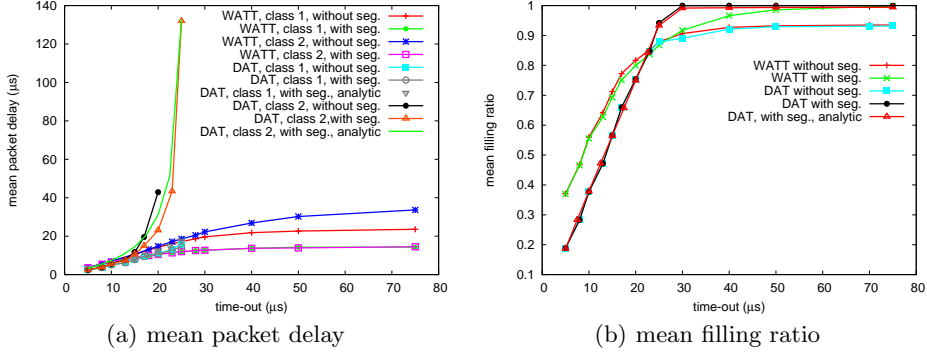 140
120
100
80
60
40
20
0
0 10 20 30 40 50 60 70 80
mean packet delay (µs)
time-out (µs)
WATT, class 1, without seg.
WATT, class 1, with seg.
WATT, class 2, without seg.
WATT, class 2, with seg.
DAT, class 1, without seg.
DAT, class 1, with seg.
DAT, class 1, with seg., analytic
DAT, class 2, without seg.
DAT, class 2,with seg.
DAT, class 2, with seg., analytic
(a) mean packet delay
1
0.9
0.8
0.7
0.6
0.5
0.4
0.3
0.2
0.1
0 10 20 30 40 50 60 70 80
mean filling ratio
time-out (µs)
WATT without seg.
WATT with seg.
DAT without seg.
DAT with seg.
DAT, with seg., analytic
(b) mean filling ratio